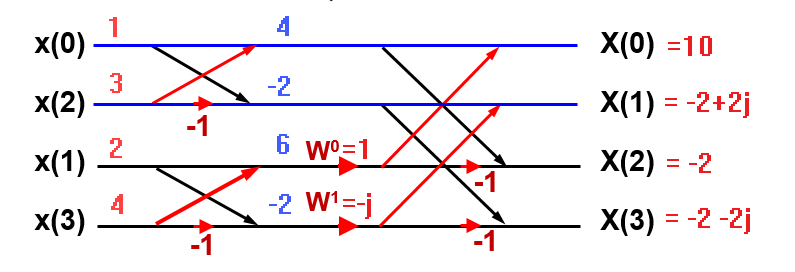 x(0) 1 4 X(0) =10
x(2) 3 -2 X(1) = -2+2j
-1
x(1) 2 6 W⁰=1 X(2) = -2
-1
x(3) 4 -2 W¹=-j X(3) = -2 -2j
-1 -1